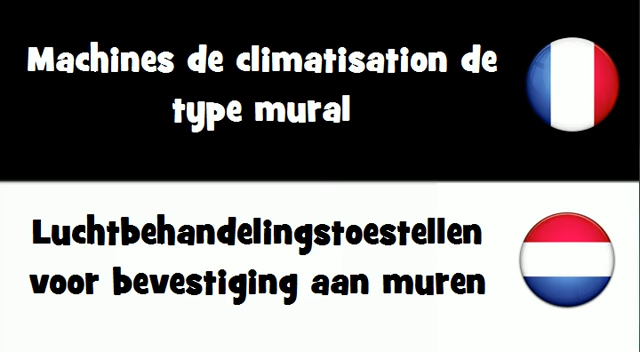 Machines de climatisation de
type mural
Luchtbehandelingstoestellen
voor bevestiging aan muren